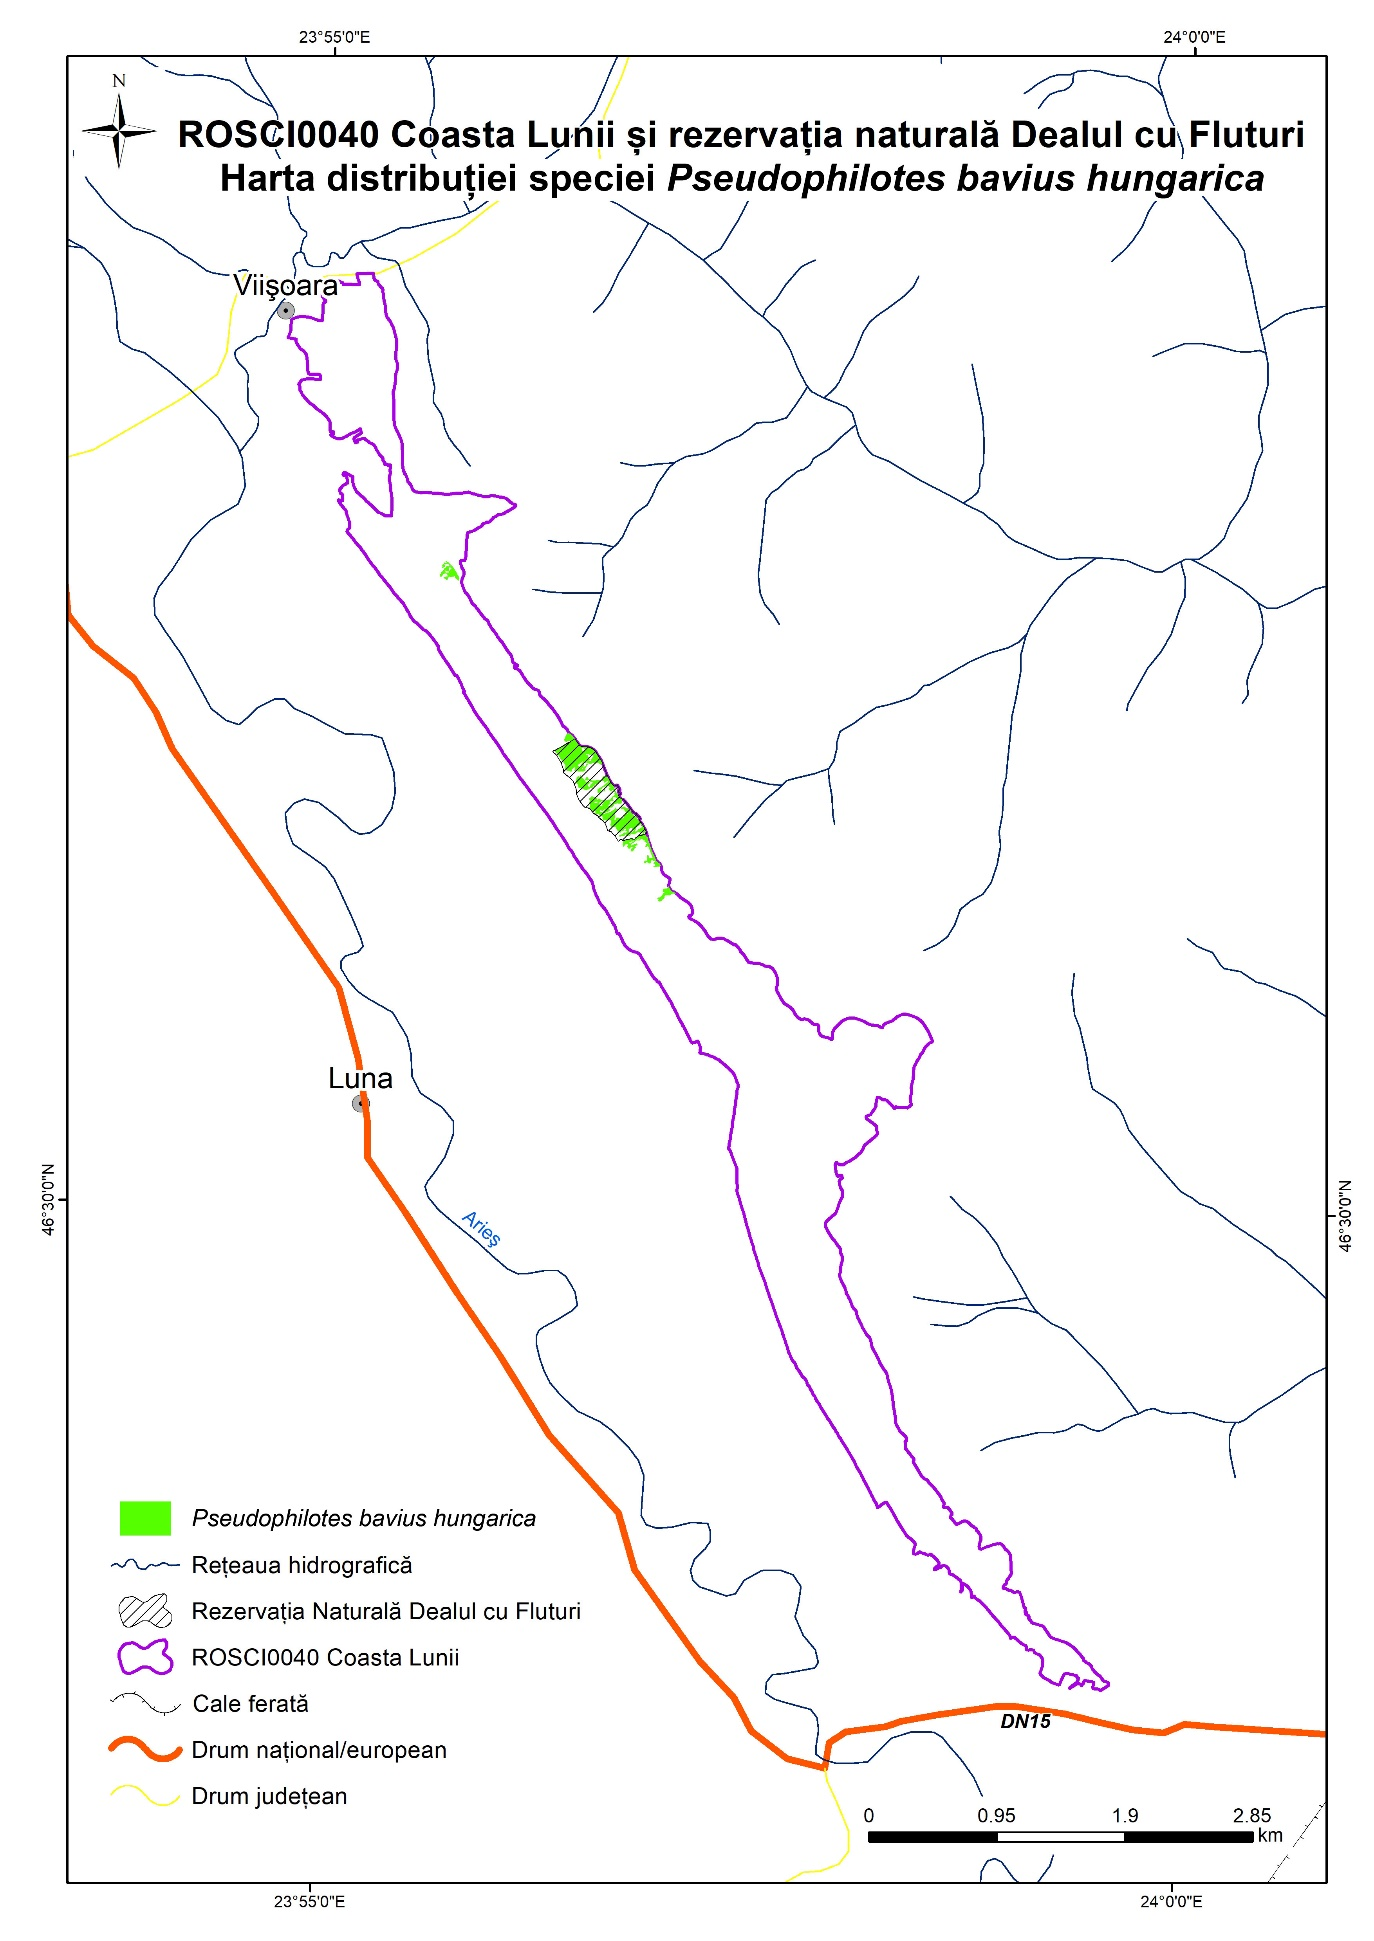 23°55'0"E
24°0'0"E
N
ROSCI0040 Coasta Lunii și rezervația naturală Dealul cu Fluturi
Harta distribuției speciei Pseudophilotes bavius hungarica
Viişoara
Luna
46°30'0"N
46°30'0"N
Arieş
Pseudophilotes bavius hungarica
Rețeaua hidrografică
Rezervația Naturală Dealul cu Fluturi
ROSCI0040 Coasta Lunii
Cale ferată
Drum național/european
Drum județean
DN15
0 0.95 1.9 2.85
km
23°55'0"E
24°0'0"E